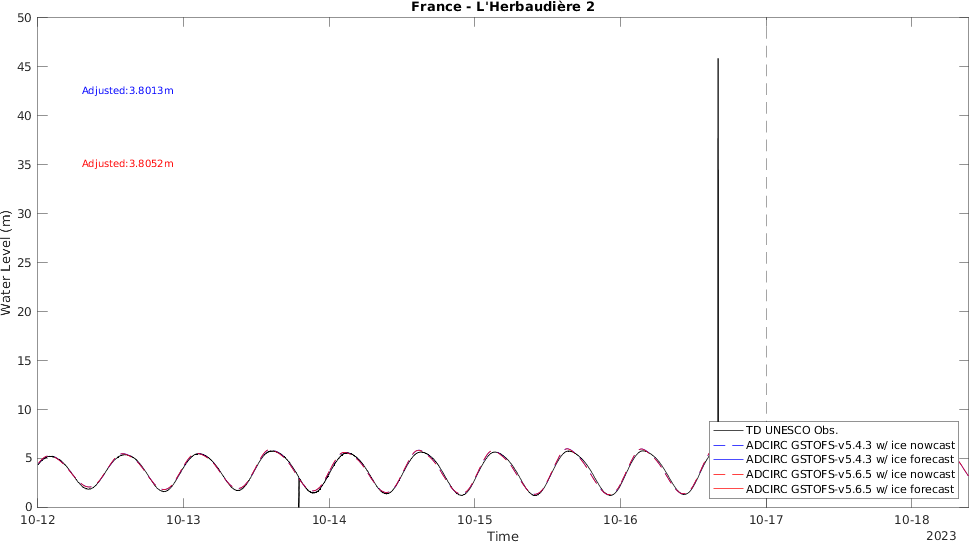 France - L'Herbaudière 2
50
45
40
35
30
25
20
15
10
5
0
Water Level (m)
Adjusted:3.8013m
Adjusted:3.8052m
TD UNESCO Obs.
ADCIRC GSTOFS-v5.4.3 w/ ice nowcast
ADCIRC GSTOFS-v5.4.3 w/ ice forecast
ADCIRC GSTOFS-v5.6.5 w/ ice nowcast
ADCIRC GSTOFS-v5.6.5 w/ ice forecast
10-12 10-13 10-14 10-15 10-16 10-17 10-18
Time
2023